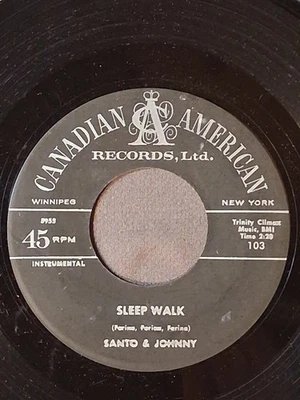 CANADIAN AMERICAN
RECORDS, Ltd.
WINNIPEG NEW YORK
Trinity Climax
Music, BMI
Time 2:20
103
45 RPM
INSTRUMENTAL
SLEEP WALK
(Farina, Farina, Farina)
SANTO & JOHNNY